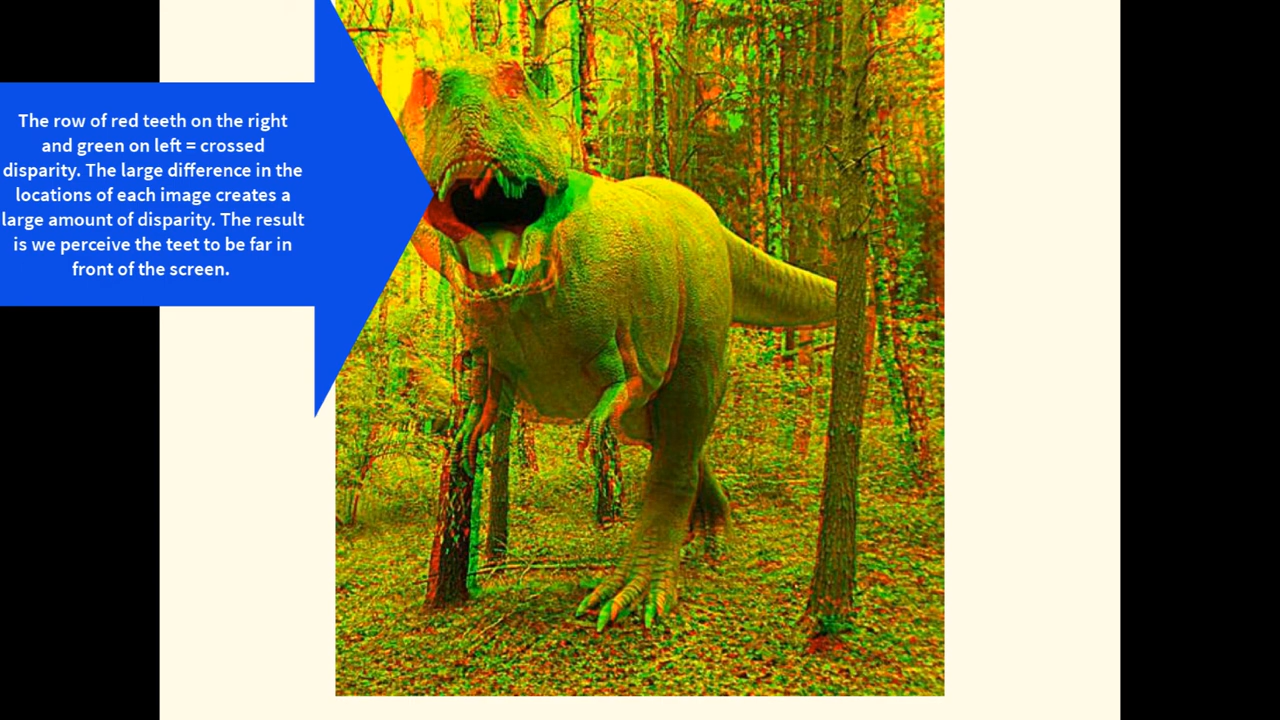 The row of red teeth on the right
and green on left = crossed
disparity. The large difference in the
locations of each image creates a
large amount of disparity. The result
is we perceive the teet to be far in
front of the screen.